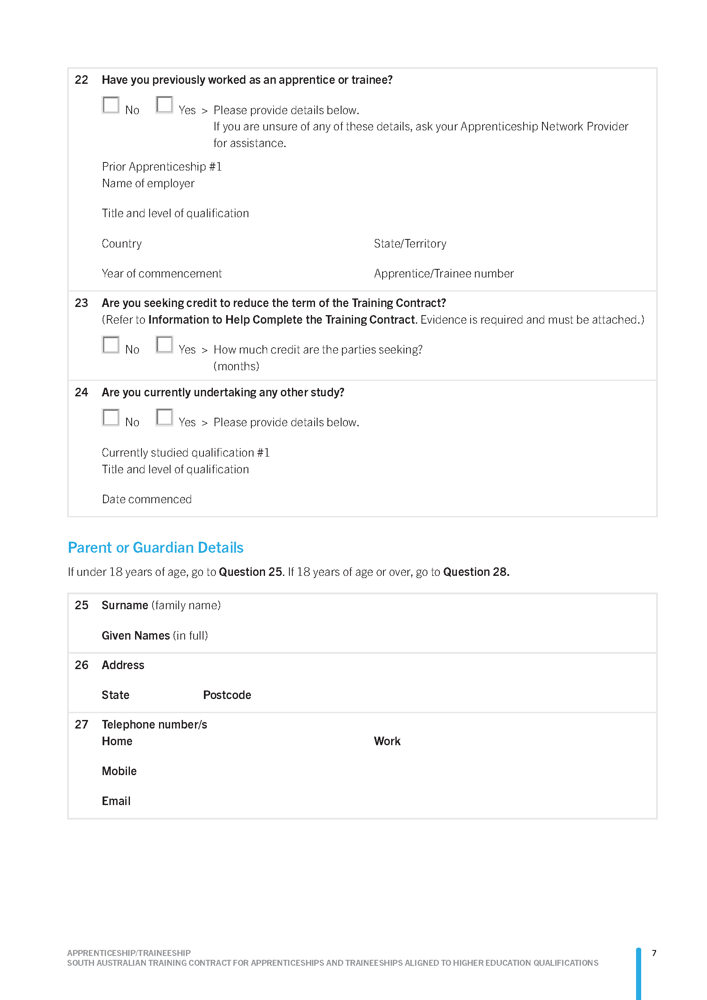 22 Have you previously worked as an apprentice or trainee?
No Yes > Please provide details below.
If you are unsure of any of these details, ask your Apprenticeship Network Provider
for assistance.
Prior Apprenticeship #1
Name of employer
Title and level of qualification
Country State/Territory
Year of commencement Apprentice/Trainee number
23 Are you seeking credit to reduce the term of the Training Contract?
(Refer to Information to Help Complete the Training Contract. Evidence is required and must be attached.)
No Yes > How much credit are the parties seeking?
(months)
24 Are you currently undertaking any other study?
No Yes > Please provide details below.
Currently studied qualification #1
Title and level of qualification
Date commenced
Parent or Guardian Details
If under 18 years of age, go to Question 25. If 18 years of age or over, go to Question 28.
25 Surname (family name)
Given Names (in full)
26 Address
State Postcode
27 Telephone number/s
Home Work
Mobile
Email
APPRENTICESHIP/TRAINEESHIP 7
SOUTH AUSTRALIAN TRAINING CONTRACT FOR APPRENTICESHIPS AND TRAINEESHIPS ALIGNED TO HIGHER EDUCATION QUALIFICATIONS